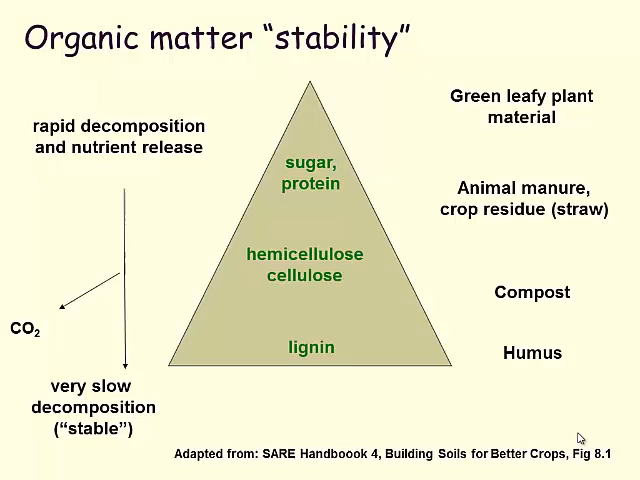 Organic matter “stability”
rapid decomposition
and nutrient release
CO₂
very slow
decomposition
(“stable”)
sugar,
protein
hemicellulose
cellulose
lignin
Green leafy plant
material
Animal manure,
crop residue (straw)
Compost
Humus
Adapted from: SARE Handboook 4, Building Soils for Better Crops, Fig 8.1